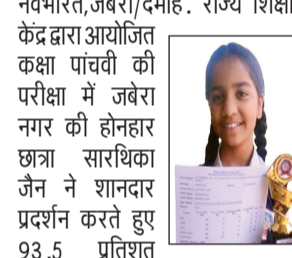 नवभारत,जबेरा/दमोह. राज्य शिक्षा
केंद्र द्वारा आयोजित
कक्षा पांचवी की
परीक्षा में जबेरा
नगर की होनहार
छात्रा सारथिका
जैन ने शानदार
प्रदर्शन करते हुए
93.5 प्रतिशत